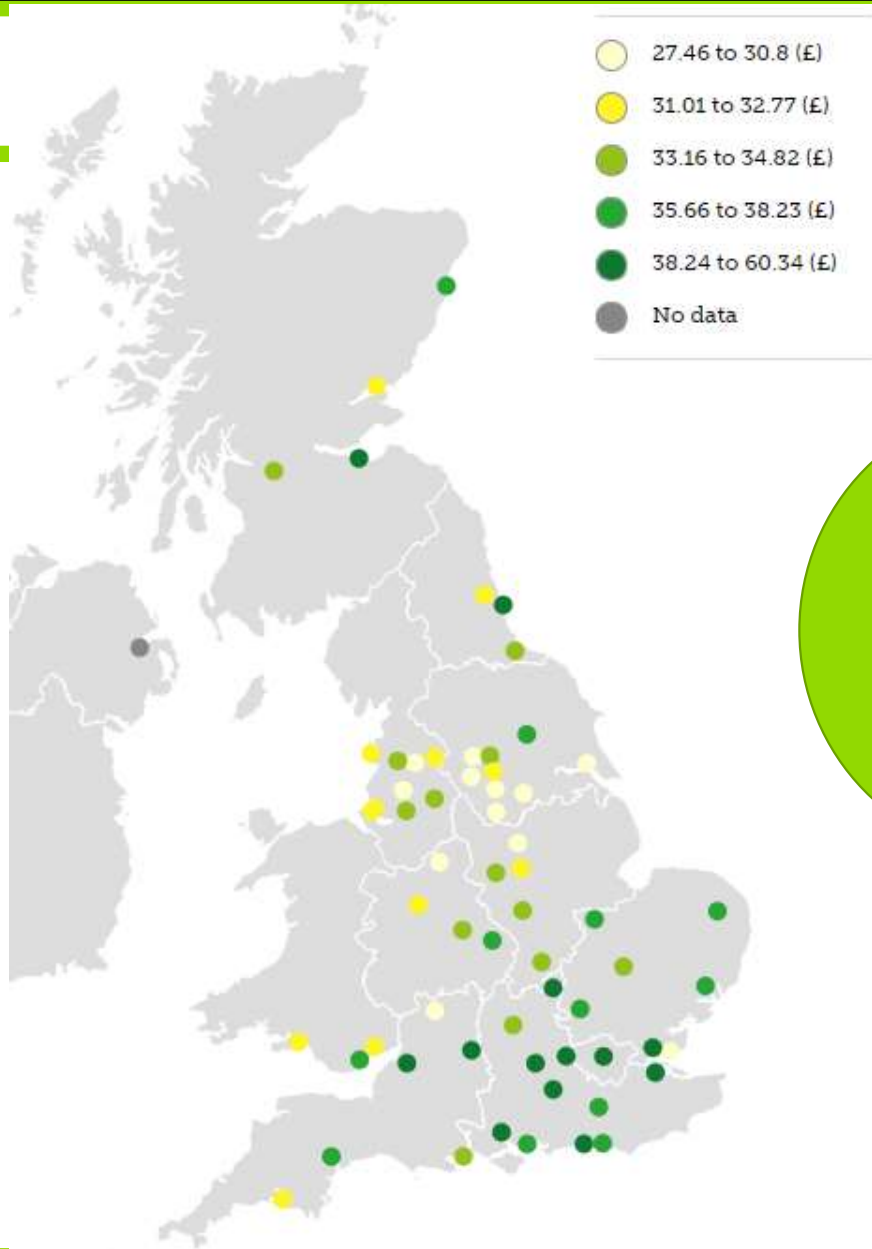 27.46 to 30.8 (£)
31.01 to 32.77 (£)
33.16 to 34.82 (£)
35.66 to 38.23 (£)
38.24 to 60.34 (£)
No data